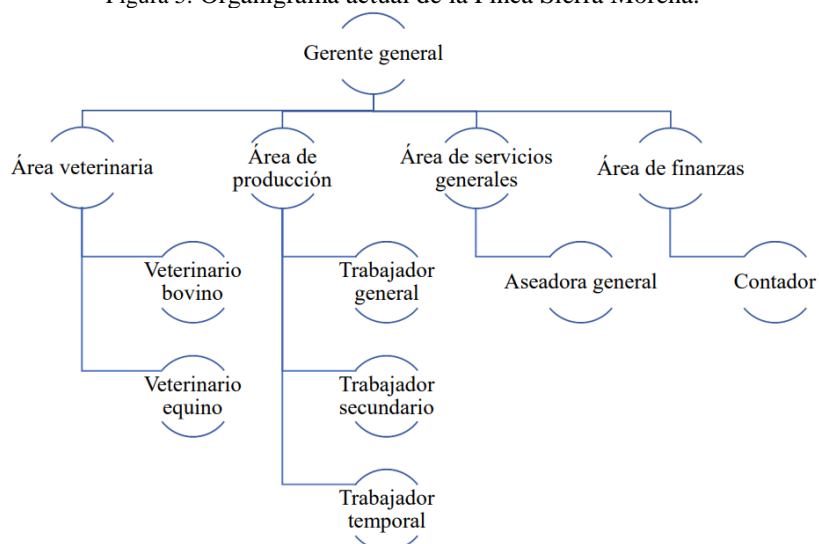 Figura 3. Organigrama actual de la Finca Sierra Morena.
Gerente general
Área veterinaria
Área de
producción
Área de servicios
generales
Área de finanzas
Veterinario
bovino
Trabajador
general
Aseadora general
Contador
Veterinario
equino
Trabajador
secundario
Trabajador
temporal